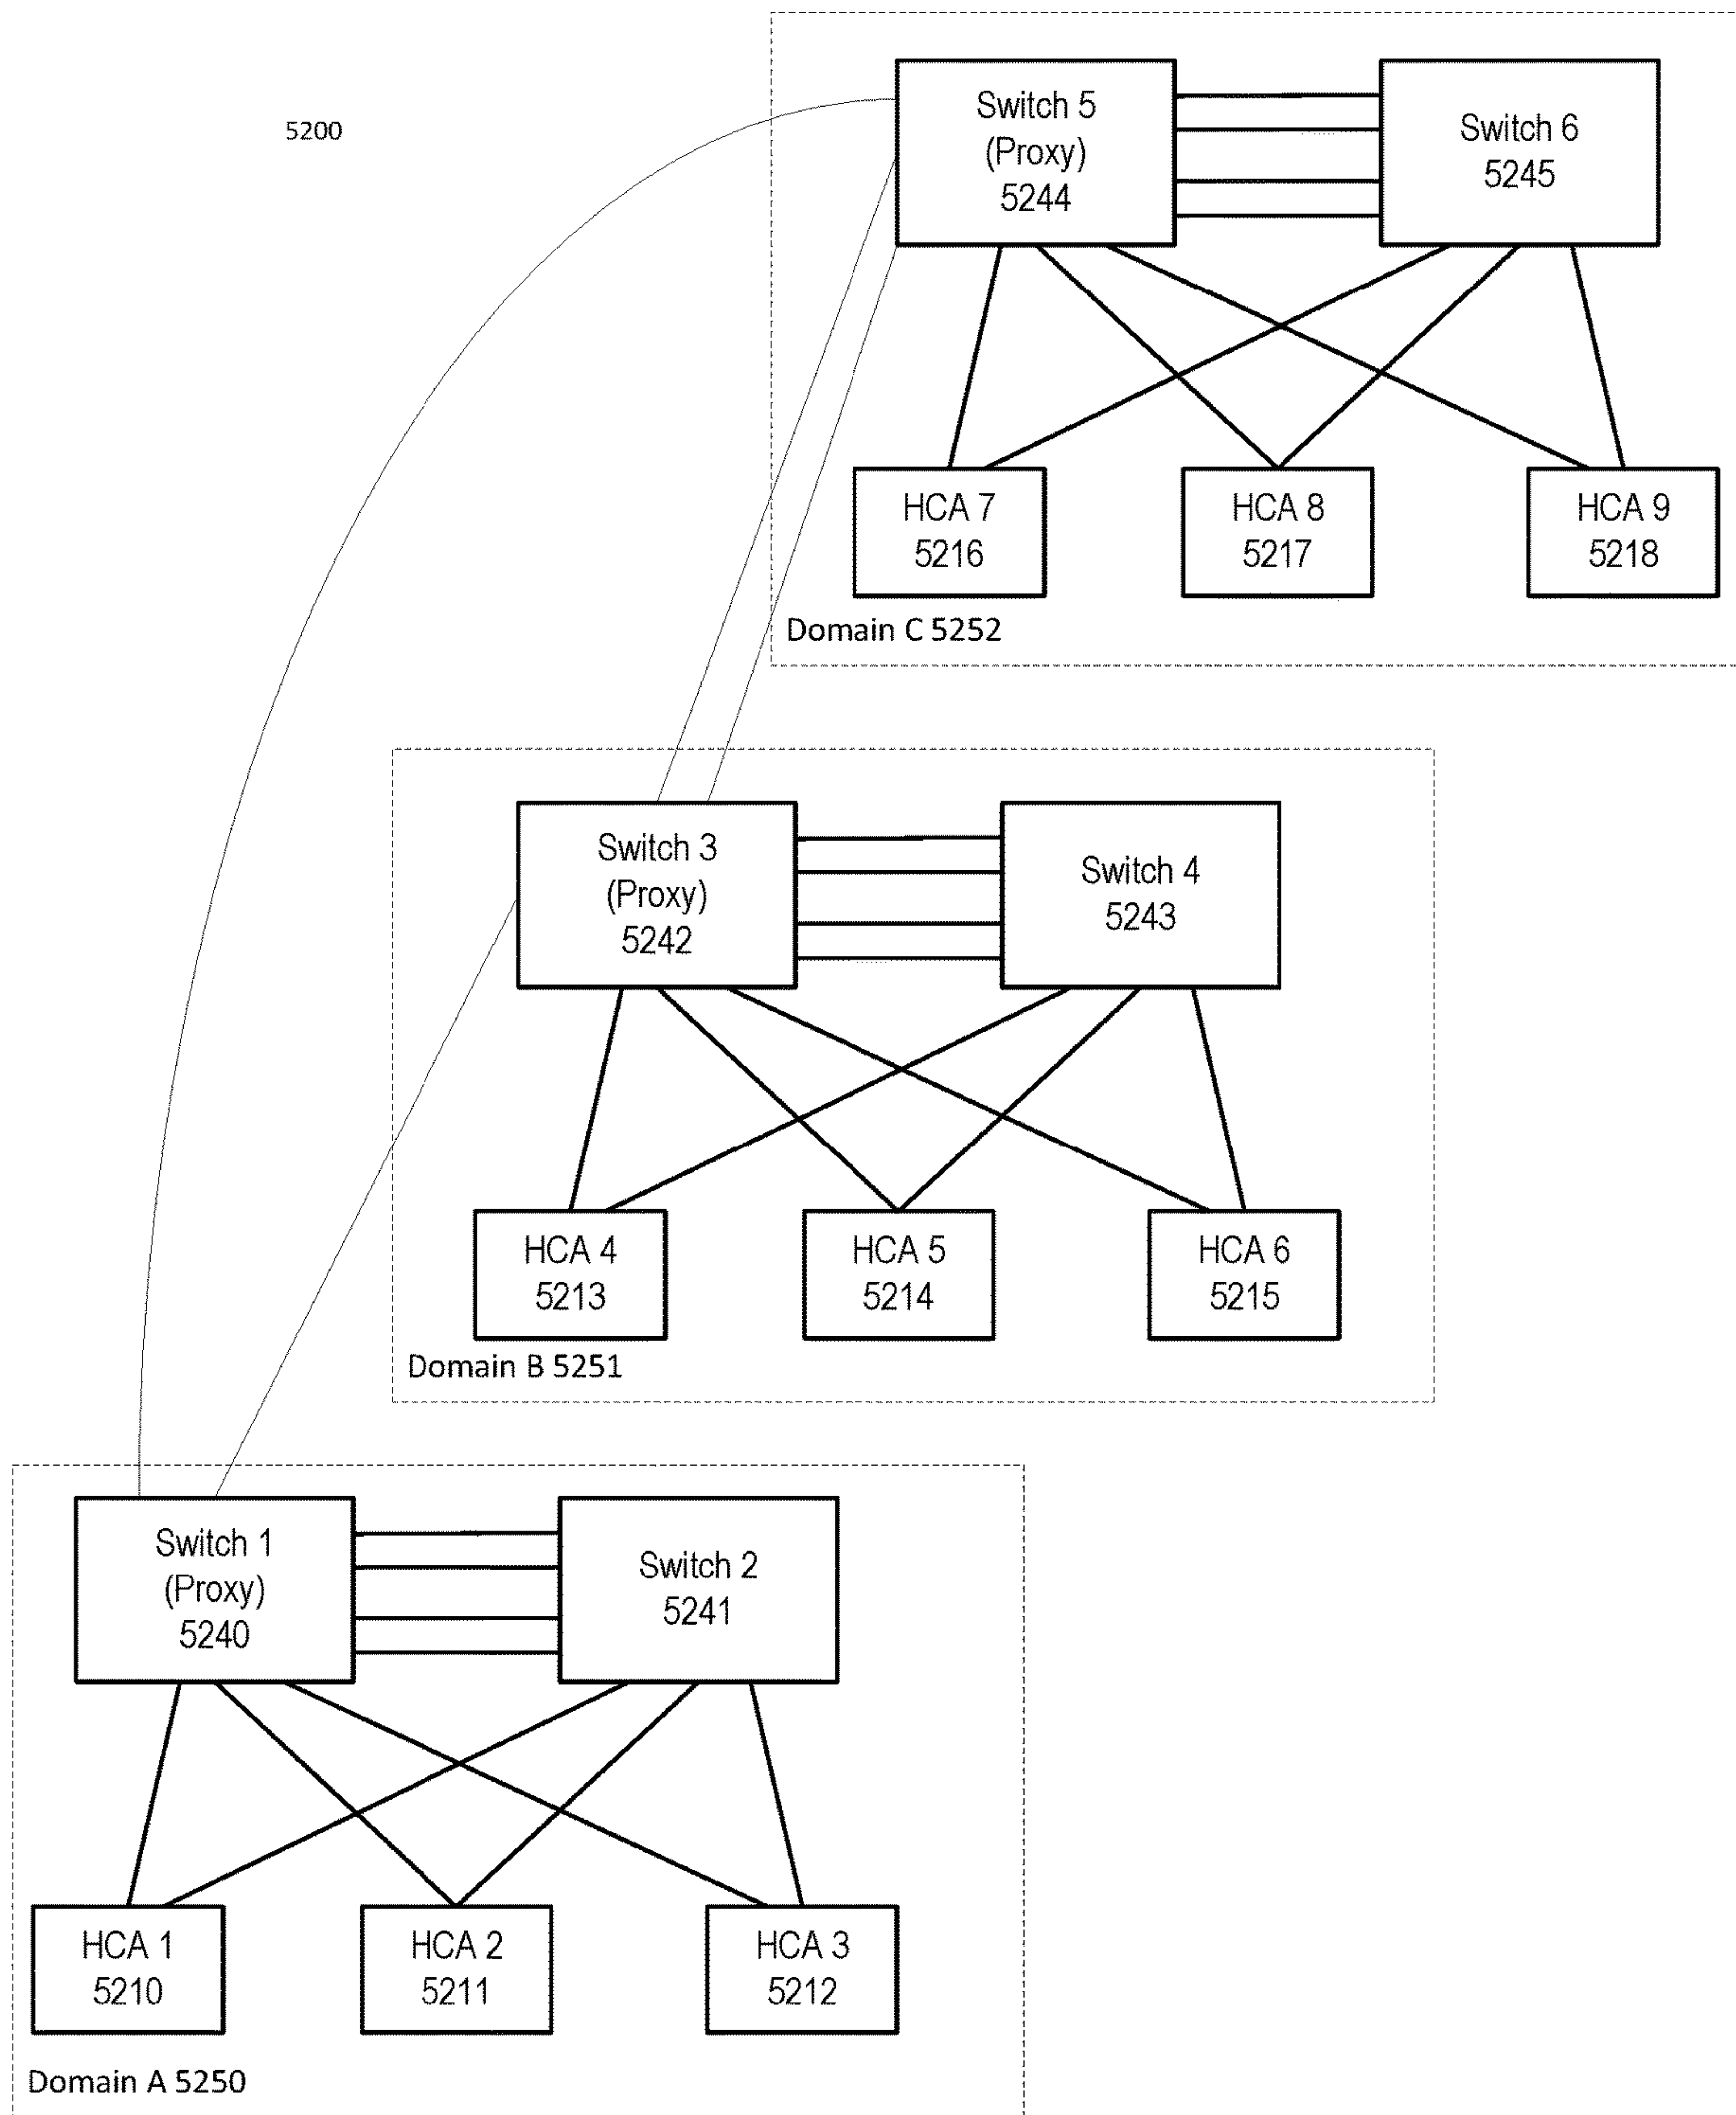 5200
Switch 5
(Proxy)
5244
Switch 6
5245
HCA 7
5216
HCA 8
5217
HCA 9
5218
Domain C 5252
Switch 3
(Proxy)
5242
Switch 4
5243
HCA 4
5213
HCA 5
5214
HCA 6
5215
Domain B 5251
Switch 1
(Proxy)
5240
Switch 2
5241
HCA 1
5210
HCA 2
5211
HCA 3
5212
Domain A 5250